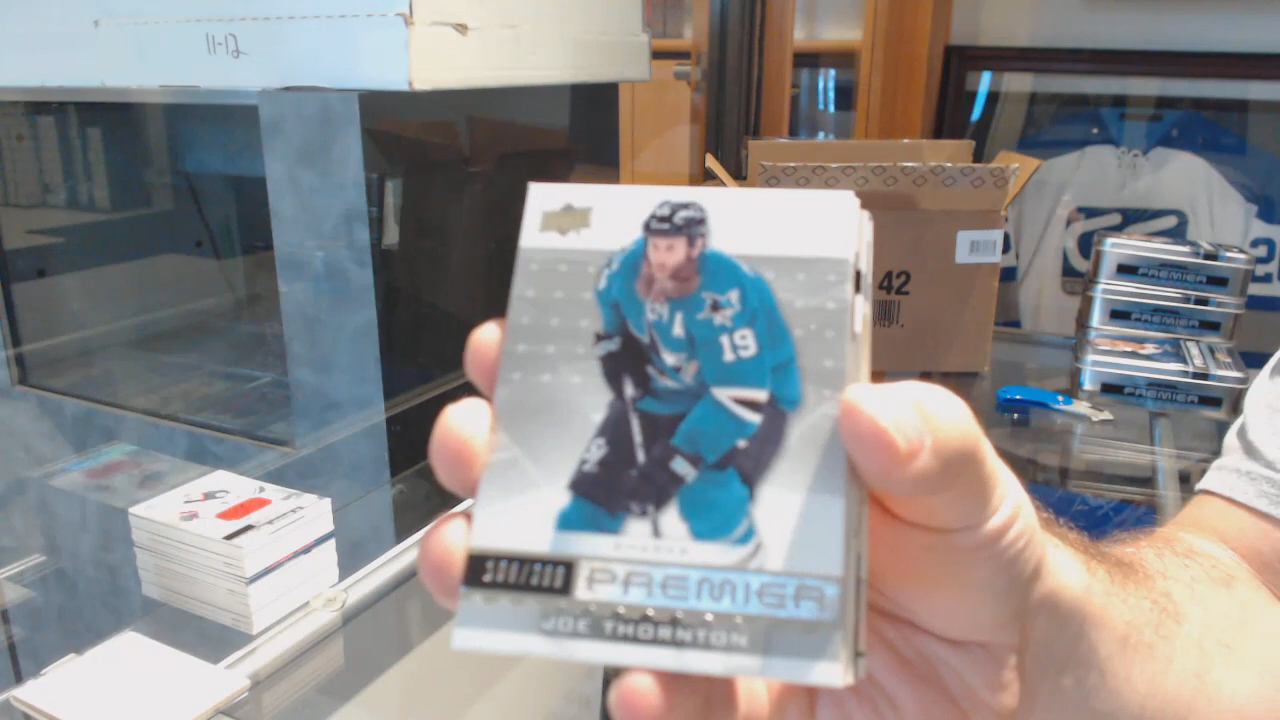 11-12
42
19
A
PREMIER
JOE THORNTON
PREMIER
PREMIER
PREMIER